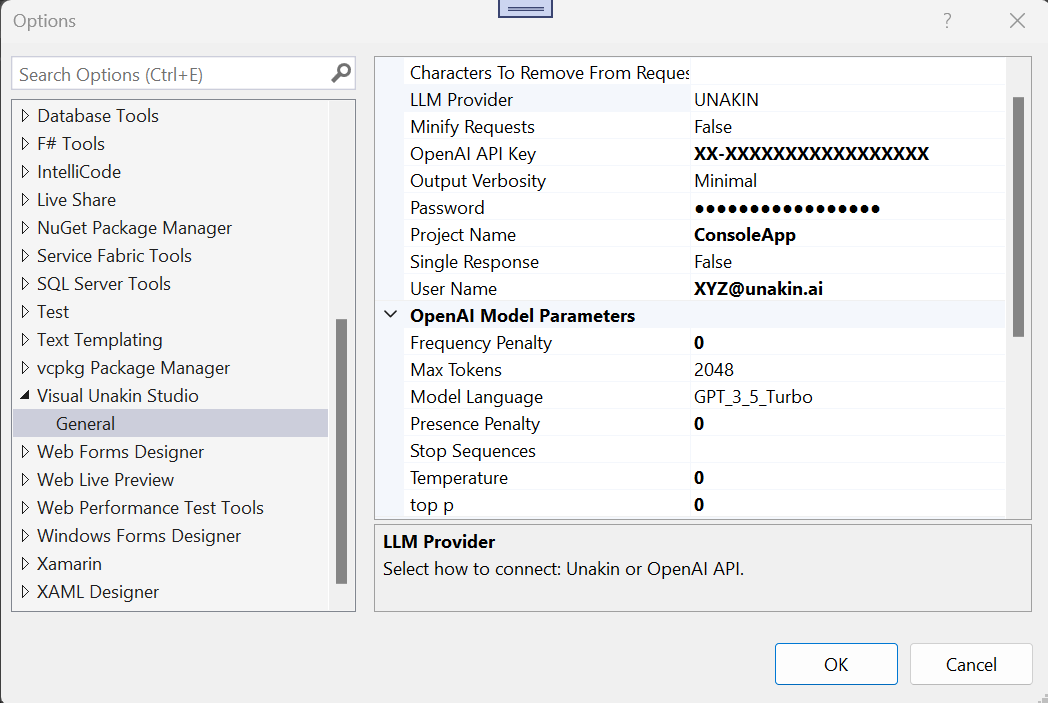 Options
?
Search Options (Ctrl+E)
Database Tools
F# Tools
IntelliCode
Live Share
NuGet Package Manager
Service Fabric Tools
SQL Server Tools
Test
Text Templating
vcpkg Package Manager
Visual Unakin Studio
General
Web Forms Designer
Web Live Preview
Web Performance Test Tools
Windows Forms Designer
Xamarin
XAML Designer
Characters To Remove From Reques
LLM Provider UNAKIN
Minify Requests False
OpenAI API Key XX-XXXXXXXXXXXXXXXXX
Output Verbosity Minimal
Password ●●●●●●●●●●●●●●●●●
Project Name ConsoleApp
Single Response False
User Name XYZ@unakin.ai
OpenAI Model Parameters
Frequency Penalty 0
Max Tokens 2048
Model Language GPT_3_5_Turbo
Presence Penalty 0
Stop Sequences
Temperature 0
top p 0
LLM Provider
Select how to connect: Unakin or OpenAI API.
OK Cancel